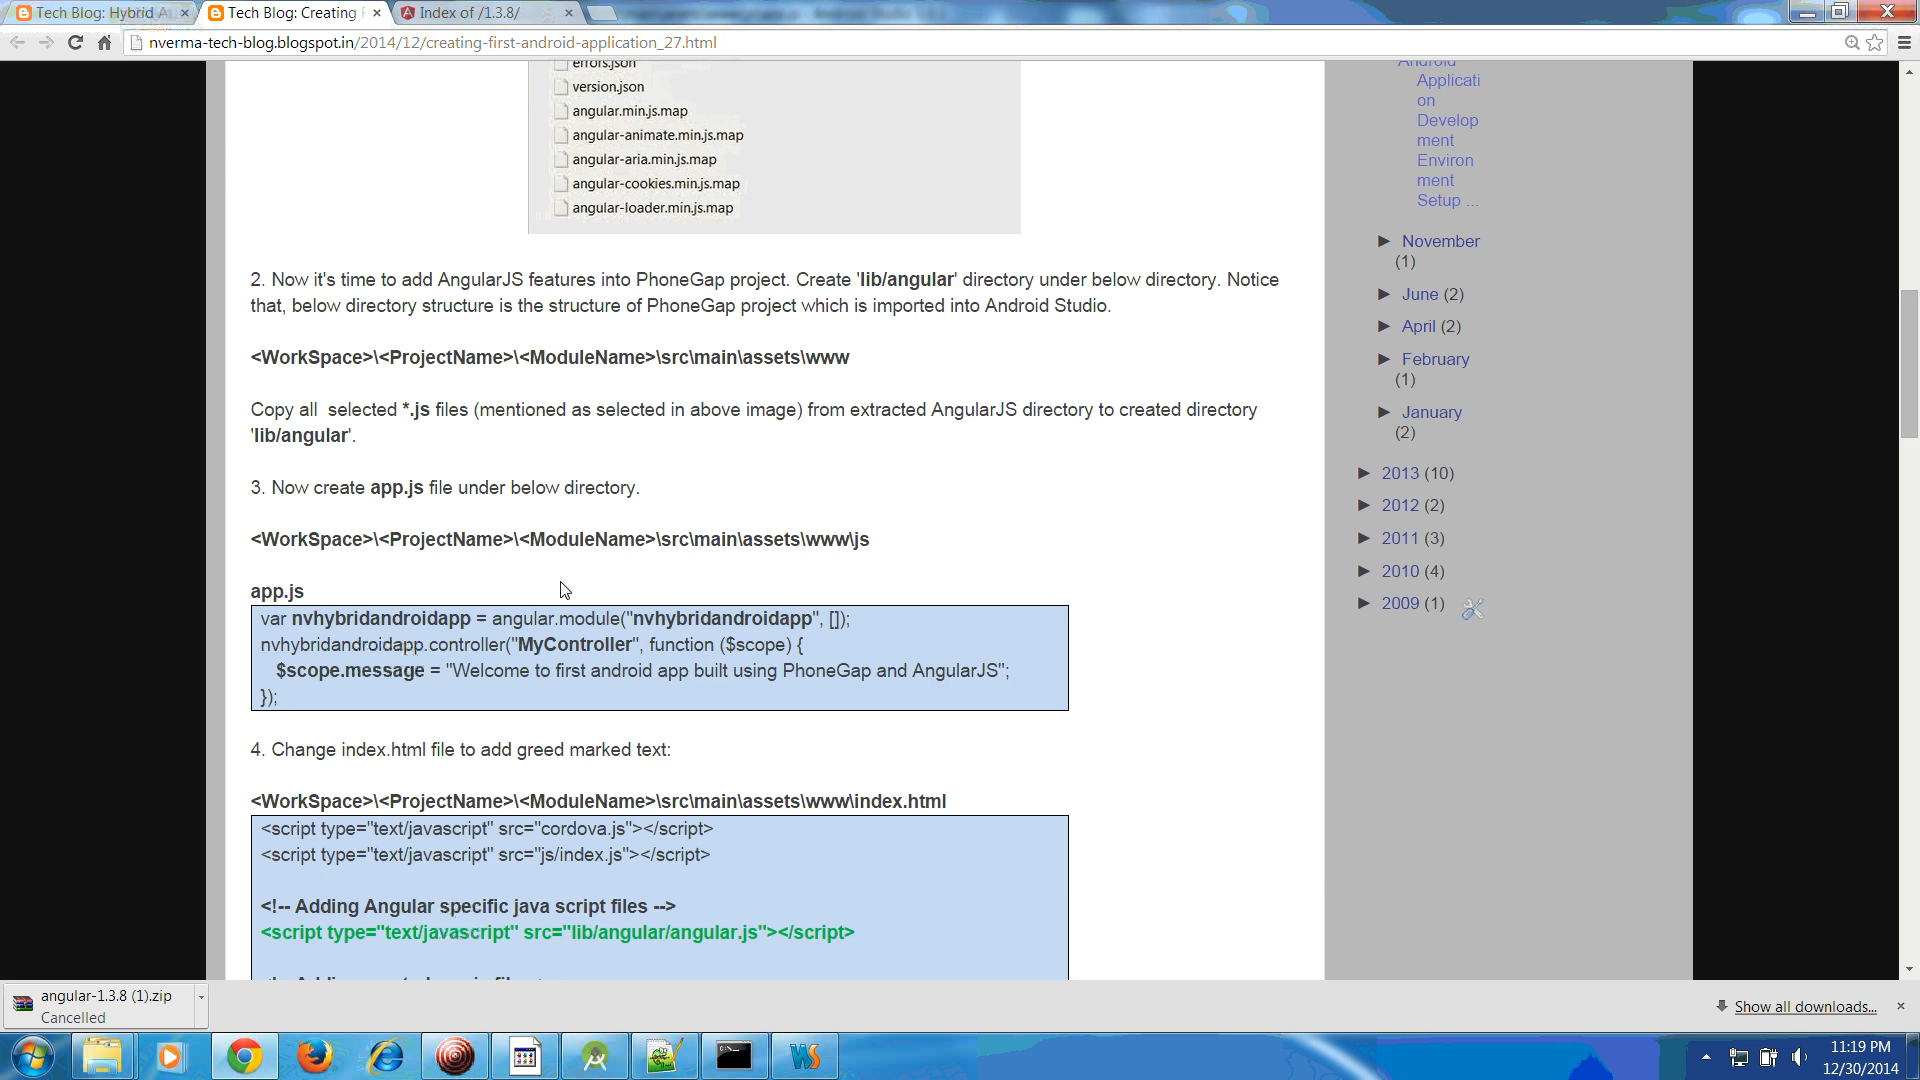 Tech Blog: Hybrid A
Tech Blog: Creating
Index of /1.3.8/
nverma-tech-blog.blogspot.in/2014/12/creating-first-android-application_27.html
errors.json
version.json
angular.min.js.map
angular-animate.min.js.map
angular-aria.min.js.map
angular-cookies.min.js.map
angular-loader.min.js.map
2. Now it's time to add AngularJS features into PhoneGap project. Create 'lib/angular' directory under below directory. Notice
that, below directory structure is the structure of PhoneGap project which is imported into Android Studio.
<WorkSpace>\<ProjectName>\<ModuleName>\src\main\assets\www
Copy all  selected *.js files (mentioned as selected in above image) from extracted AngularJS directory to created directory
'lib/angular'.
3. Now create app.js file under below directory.
<WorkSpace>\<ProjectName>\<ModuleName>\src\main\assets\www\js
app.js
var nvhybridandroidapp = angular.module("nvhybridandroidapp", []);
nvhybridandroidapp.controller("MyController", function ($scope) {
$scope.message = "Welcome to first android app built using PhoneGap and AngularJS";
});
4. Change index.html file to add greed marked text:
<WorkSpace>\<ProjectName>\<ModuleName>\src\main\assets\www\index.html
<script type="text/javascript" src="cordova.js"></script>
<script type="text/javascript" src="js/index.js"></script>
<!-- Adding Angular specific java script files -->
<script type="text/javascript" src="lib/angular/angular.js"></script>
Android
Applicati
on
Develop
ment
Environ
ment
Setup ...
► November
(1)
► June (2)
► April (2)
► February
(1)
► January
(2)
► 2013 (10)
► 2012 (2)
► 2011 (3)
► 2010 (4)
► 2009 (1)
angular-1.3.8 (1).zip
Cancelled
Show all downloads...
11:19 PM
12/30/2014